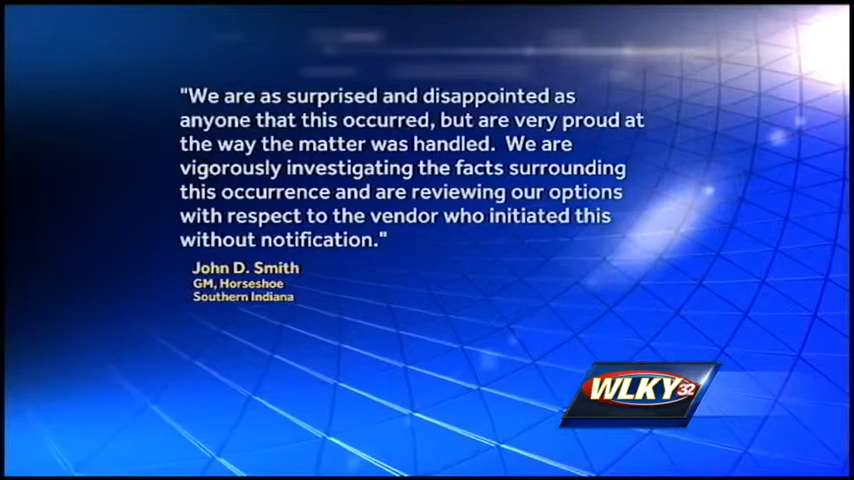 "We are as surprised and disappointed as
anyone that this occurred, but are very proud at
the way the matter was handled.  We are
vigorously investigating the facts surrounding
this occurrence and are reviewing our options
with respect to the vendor who initiated this
without notification."
John D. Smith
GM, Horseshoe
Southern Indiana
WLKY 32